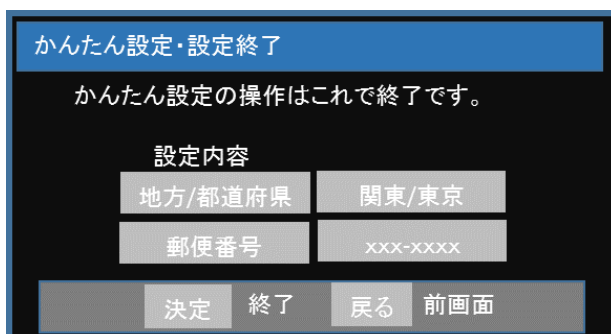 かんたん設定・設定終了
かんたん設定の操作はこれで終了です。
設定内容
地方/都道府県 関東/東京
郵便番号 xxx-xxxx
決定 終了 戻る 前画面